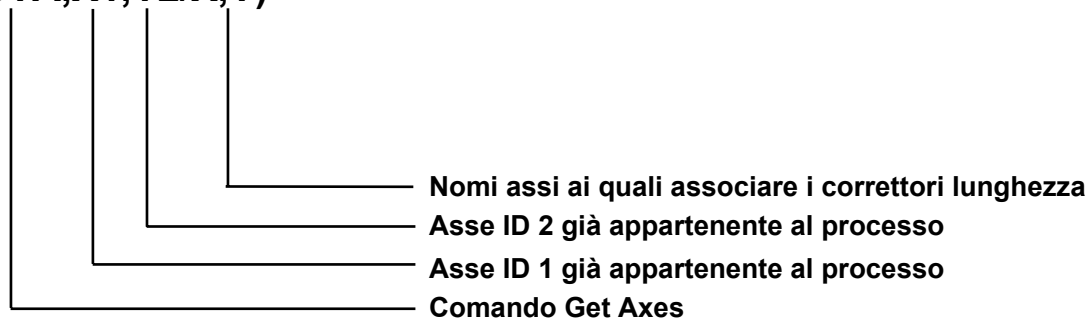 Nomi assi ai quali associare i correttori lunghezza
Asse ID 2 già appartenente al processo
Asse ID 1 già appartenente al processo
Comando Get Axes